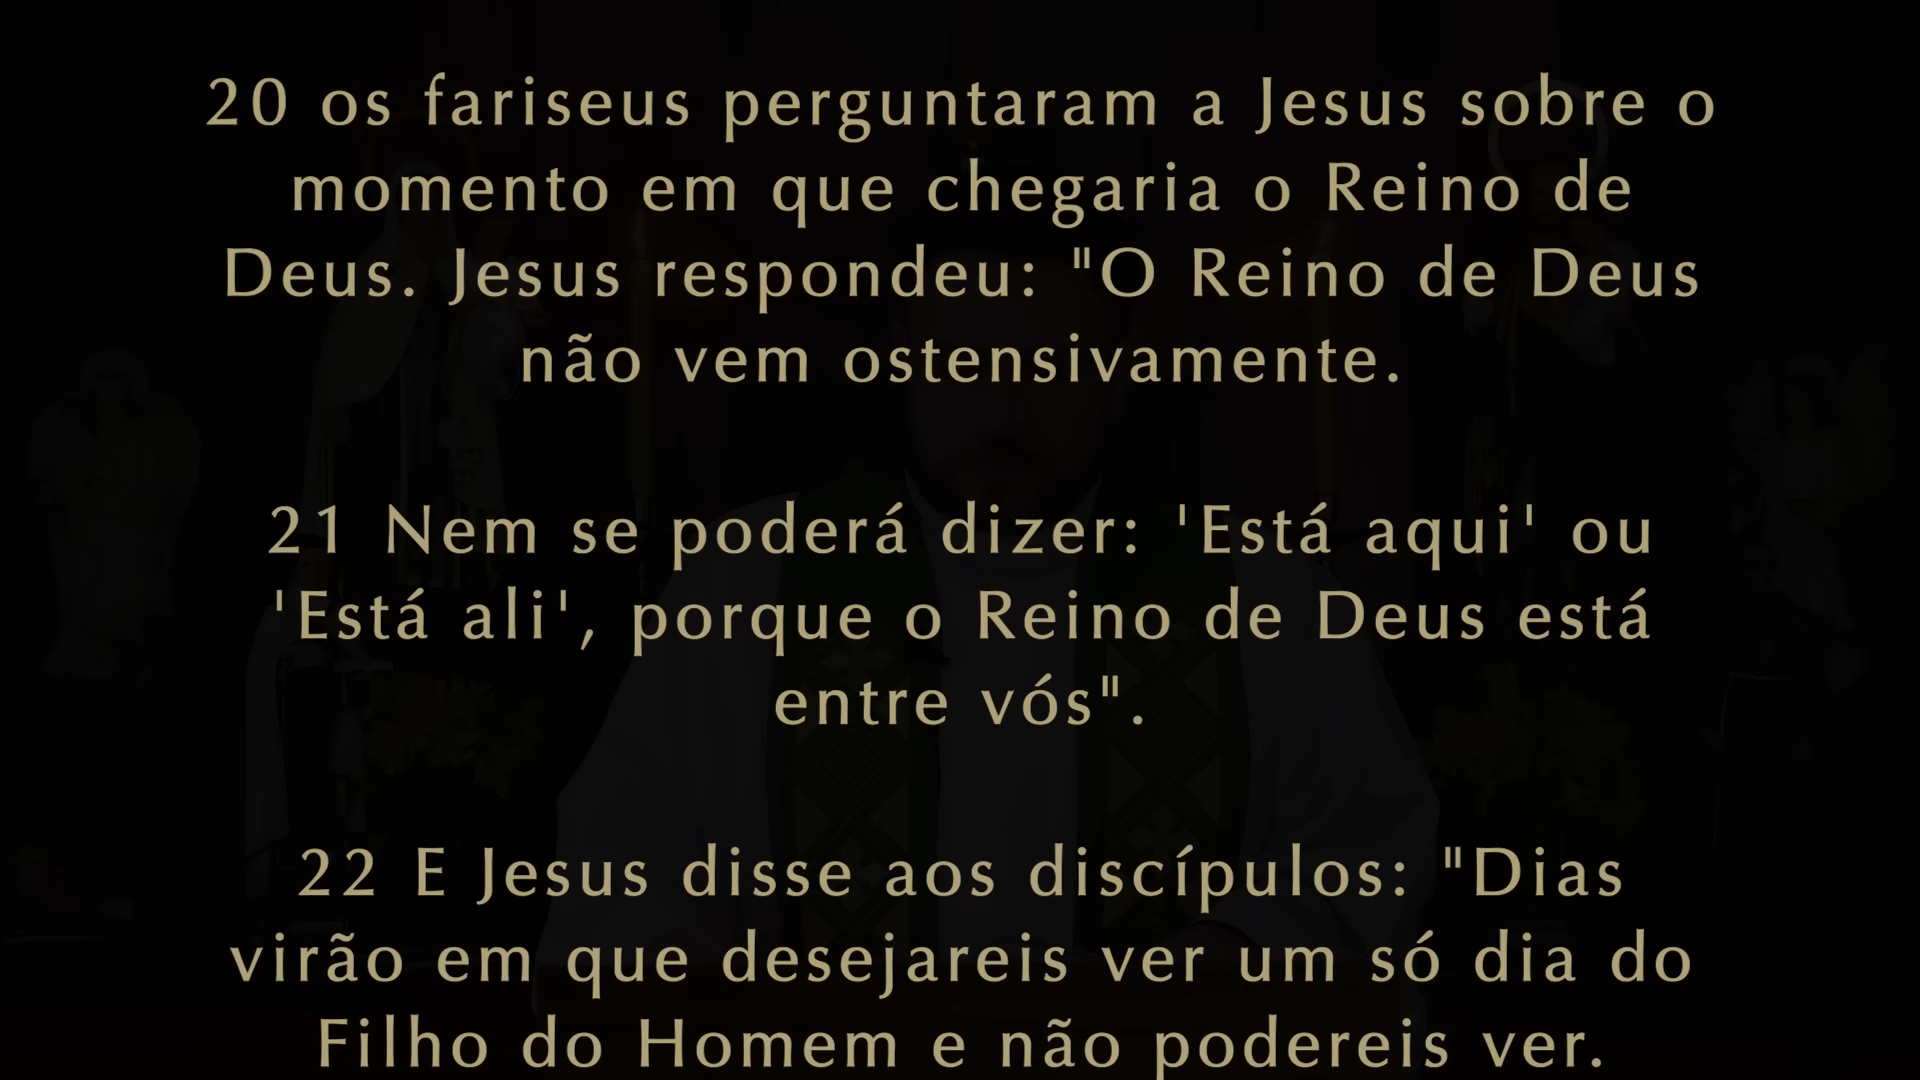 20 os fariseus perguntaram a Jesus sobre o
momento em que chegaria o Reino de
Deus. Jesus respondeu: "O Reino de Deus
não vem ostensivamente.
21 Nem se poderá dizer: 'Está aqui' ou
'Está ali', porque o Reino de Deus está
entre vós".
22 E Jesus disse aos discípulos: "Dias
virão em que desejareis ver um só dia do
Filho do Homem e não podereis ver.